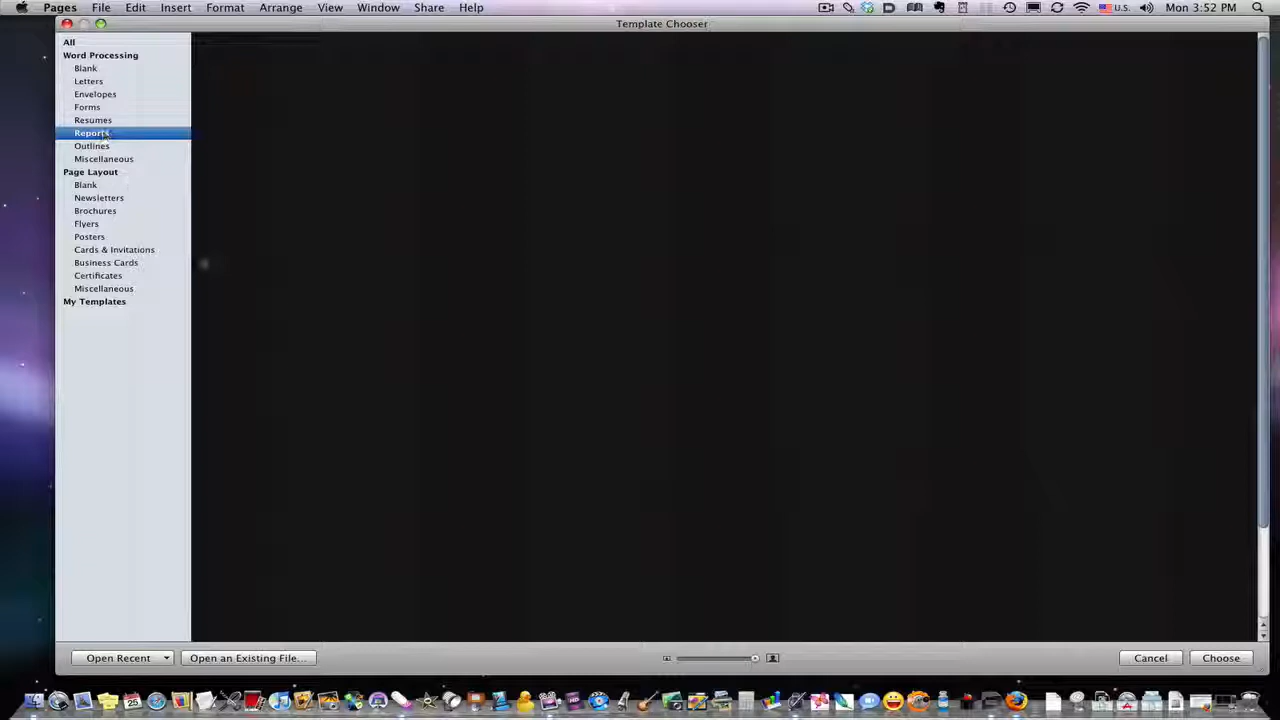 Pages File Edit Insert Format Arrange View Window Share Help U.S. Mon 3:52 PM
Template Chooser
All
Word Processing
Blank
Letters
Envelopes
Forms
Resumes
Reports
Outlines
Miscellaneous
Page Layout
Blank
Newsletters
Brochures
Flyers
Posters
Cards & Invitations
Business Cards
Certificates
Miscellaneous
My Templates
Open Recent Open an Existing File... Cancel Choose